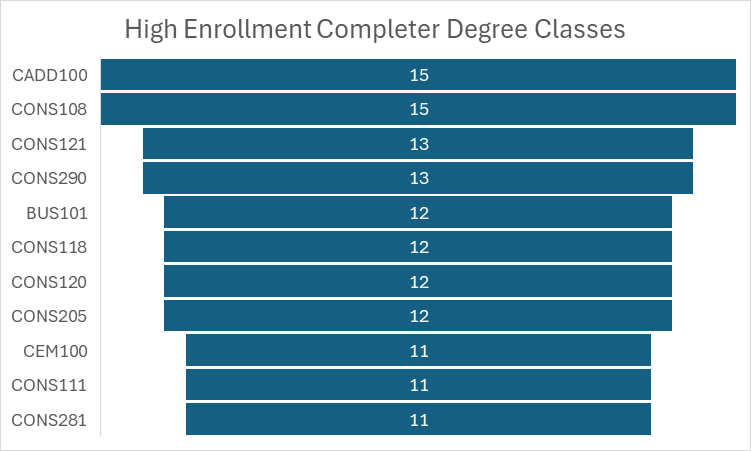 High Enrollment Completer Degree Classes
CADD100 15
CONS108 15
CONS121 13
CONS290 13
BUS101 12
CONS118 12
CONS120 12
CONS205 12
CEM100 11
CONS111 11
CONS281 11